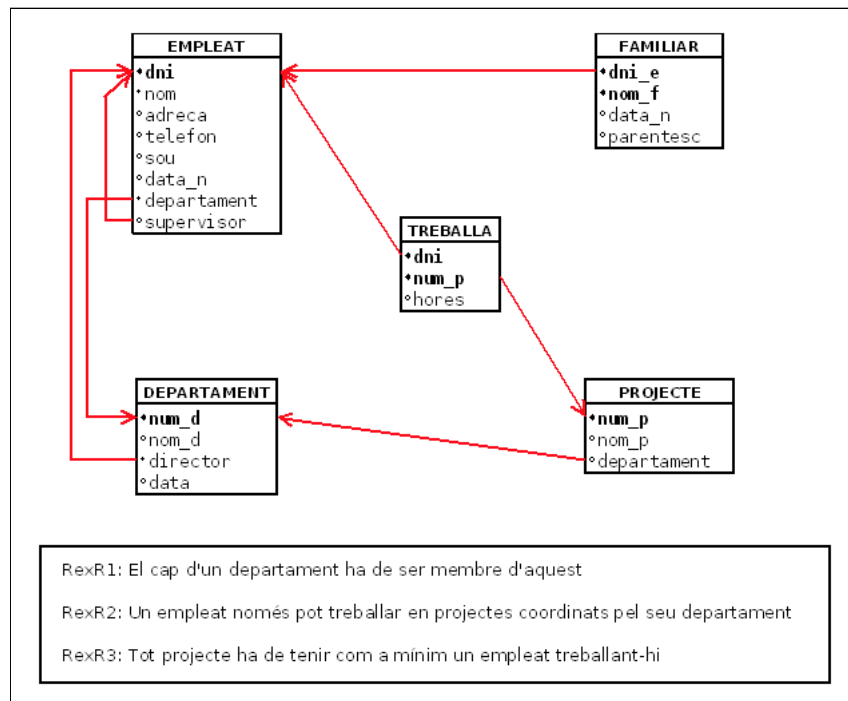 EMPLEAT
dni
nom
adreca
telefon
sou
data_n
departament
supervisor
FAMILIAR
dni_e
nom_f
data_n
parentesc
TREBALLA
dni
num_p
hores
DEPARTAMENT
num_d
nom_d
director
data
PROJECTE
num_p
nom_p
departament
RexR1: El cap d'un departament ha de ser membre d'aquest
RexR2: Un empleat només pot treballar en projectes coordinats pel seu departament
RexR3: Tot projecte ha de tenir com a mínim un empleat treballant-hi